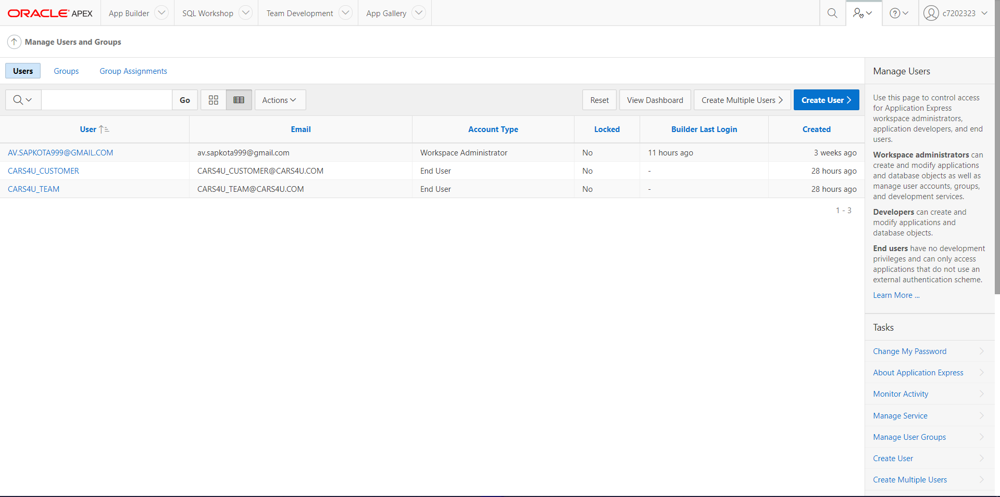 ORACLE APEX App Builder SQL Workshop Team Development App Gallery c7202323
Manage Users and Groups
Users Groups Group Assignments
Go Actions Reset View Dashboard Create Multiple Users Create User
User Email Account Type Locked Builder Last Login Created
AV.SAPKOTA999@GMAIL.COM av.sapkota999@gmail.com Workspace Administrator No 11 hours ago 3 weeks ago
CARS4U_CUSTOMER CARS4U_CUSTOMER@CARS4U.COM End User No - 28 hours ago
CARS4U_TEAM CARS4U_TEAM@CARS4U.COM End User No - 28 hours ago
1 - 3
Manage Users
Use this page to control access
for Application Express
workspace administrators,
application developers, and end
users.
Workspace administrators can
create and modify applications
and database objects as well as
manage user accounts, groups,
and development services.
Developers can create and
modify applications and
database objects.
End users have no development
privileges and can only access
applications that do not use an
external authentication scheme.
Learn More ...
Tasks
Change My Password
About Application Express
Monitor Activity
Manage Service
Manage User Groups
Create User
Create Multiple Users